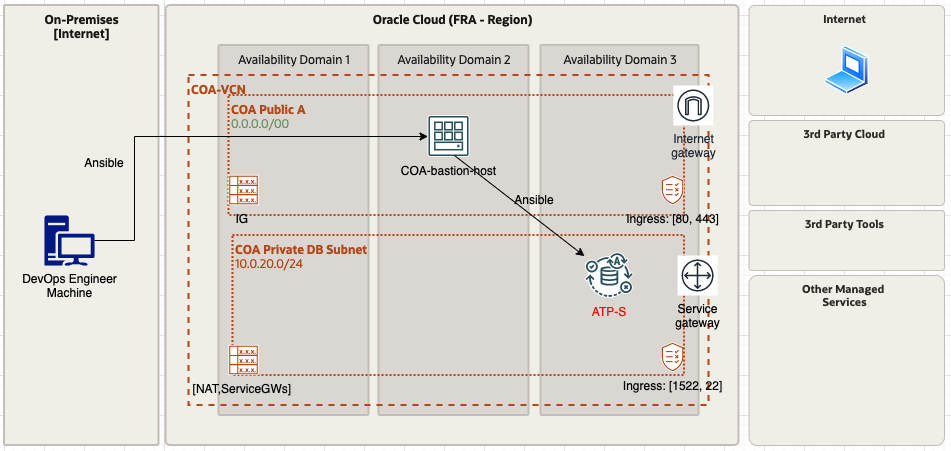 On-Premises
[Internet]
Oracle Cloud (FRA - Region)
Internet
Availability Domain 1
Availability Domain 2
Availability Domain 3
COA-VCN
COA Public A
0.0.0.0/00
Internet
gateway
3rd Party Cloud
Ansible
COA-bastion-host
Ansible
x.x.x.
x.x.x.
x.x.x.
IG
Ingress: [80, 443]
3rd Party Tools
COA Private DB Subnet
10.0.20.0/24
A
DevOps Engineer
Machine
ATP-S
Service
gateway
Other Managed
Services
x.x.x.
x.x.x.
x.x.x.
[NAT,ServiceGWs]
Ingress: [1522, 22]